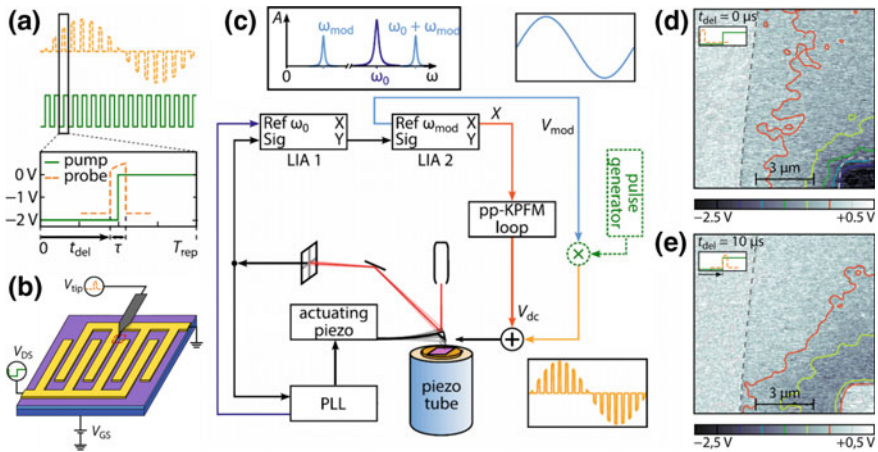 (a)
pump
probe
0 V
−1 V
−2 V
0
t_del
τ
T_rep
(b)
V_tip
V_DS
V_GS
(c)
A
ω_mod
ω_0 + ω_mod
0
ω_0
ω
Ref ω_0 X
Sig Y
LIA 1
Ref ω_mod X
Sig Y
LIA 2
X
V_mod
pulse
generator
pp-KPFM
loop
×
V_dc
+
actuating
piezo
PLL
piezo
tube
(d)
t_del = 0 µs
3 µm
−2.5 V
+0.5 V
(e)
t_del = 10 µs
3 µm
−2,5 V
+0,5 V